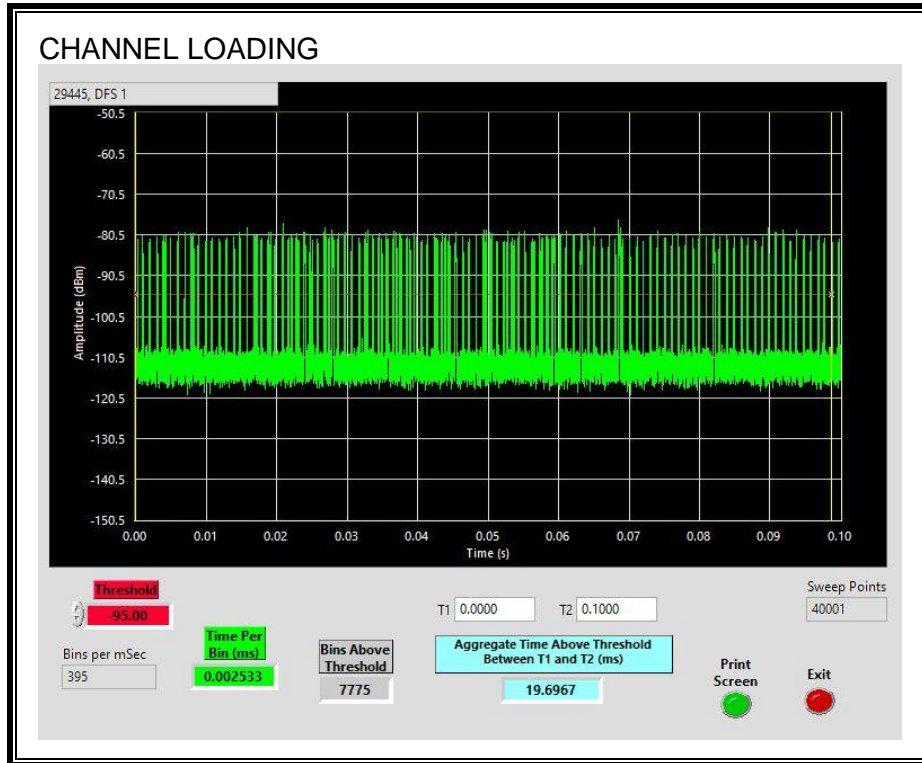 CHANNEL LOADING
29445, DFS 1
-50.5
-60.5
-70.5
-80.5
-90.5
-100.5
-110.5
-120.5
-130.5
-140.5
-150.5
Amplitude (dBm)
0.00 0.01 0.02 0.03 0.04 0.05 0.06 0.07 0.08 0.09 0.10
Time (s)
Threshold
-95.00
Bins per mSec
395
Time Per
Bin (ms)
0.002533
Bins Above
Threshold
7775
T1 0.0000 T2 0.1000
Aggregate Time Above Threshold
Between T1 and T2 (ms)
19.6967
Sweep Points
40001
Print
Screen
Exit